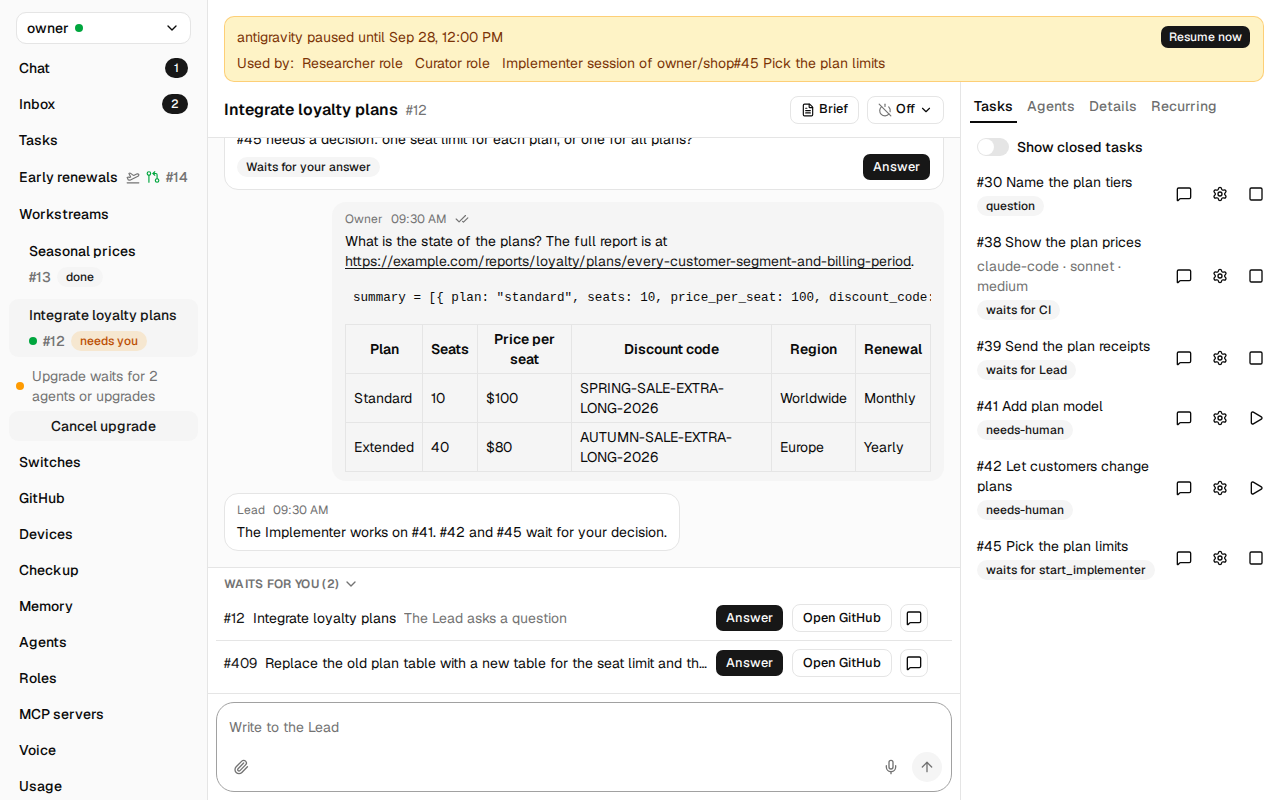 owner
Chat 1
Inbox 2
Tasks
Early renewals #14
Workstreams
Seasonal prices
#13 done
Integrate loyalty plans
#12 needs you
Upgrade waits for 2
agents or upgrades
Cancel upgrade
Switches
GitHub
Devices
Checkup
Memory
Agents
Roles
MCP servers
Voice
Usage
antigravity paused until Sep 28, 12:00 PM
Resume now
Used by: Researcher role Curator role Implementer session of owner/shop#45 Pick the plan limits
Integrate loyalty plans #12
Brief
Off
#45 needs a decision: one seat limit for each plan, or one for all plans?
Waits for your answer
Answer
Owner 09:30 AM
What is the state of the plans? The full report is at
https://example.com/reports/loyalty/plans/every-customer-segment-and-billing-period.
summary = [{ plan: "standard", seats: 10, price_per_seat: 100, discount_code:
Plan Seats Price per seat Discount code Region Renewal
Standard 10 $100 SPRING-SALE-EXTRA-LONG-2026 Worldwide Monthly
Extended 40 $80 AUTUMN-SALE-EXTRA-LONG-2026 Europe Yearly
Lead 09:30 AM
The Implementer works on #41. #42 and #45 wait for your decision.
WAITS FOR YOU (2)
#12 Integrate loyalty plans The Lead asks a question Answer Open GitHub
#409 Replace the old plan table with a new table for the seat limit and th... Answer Open GitHub
Write to the Lead
Tasks Agents Details Recurring
Show closed tasks
#30 Name the plan tiers
question
#38 Show the plan prices
claude-code · sonnet ·
medium
waits for CI
#39 Send the plan receipts
waits for Lead
#41 Add plan model
needs-human
#42 Let customers change
plans
needs-human
#45 Pick the plan limits
waits for start_implementer